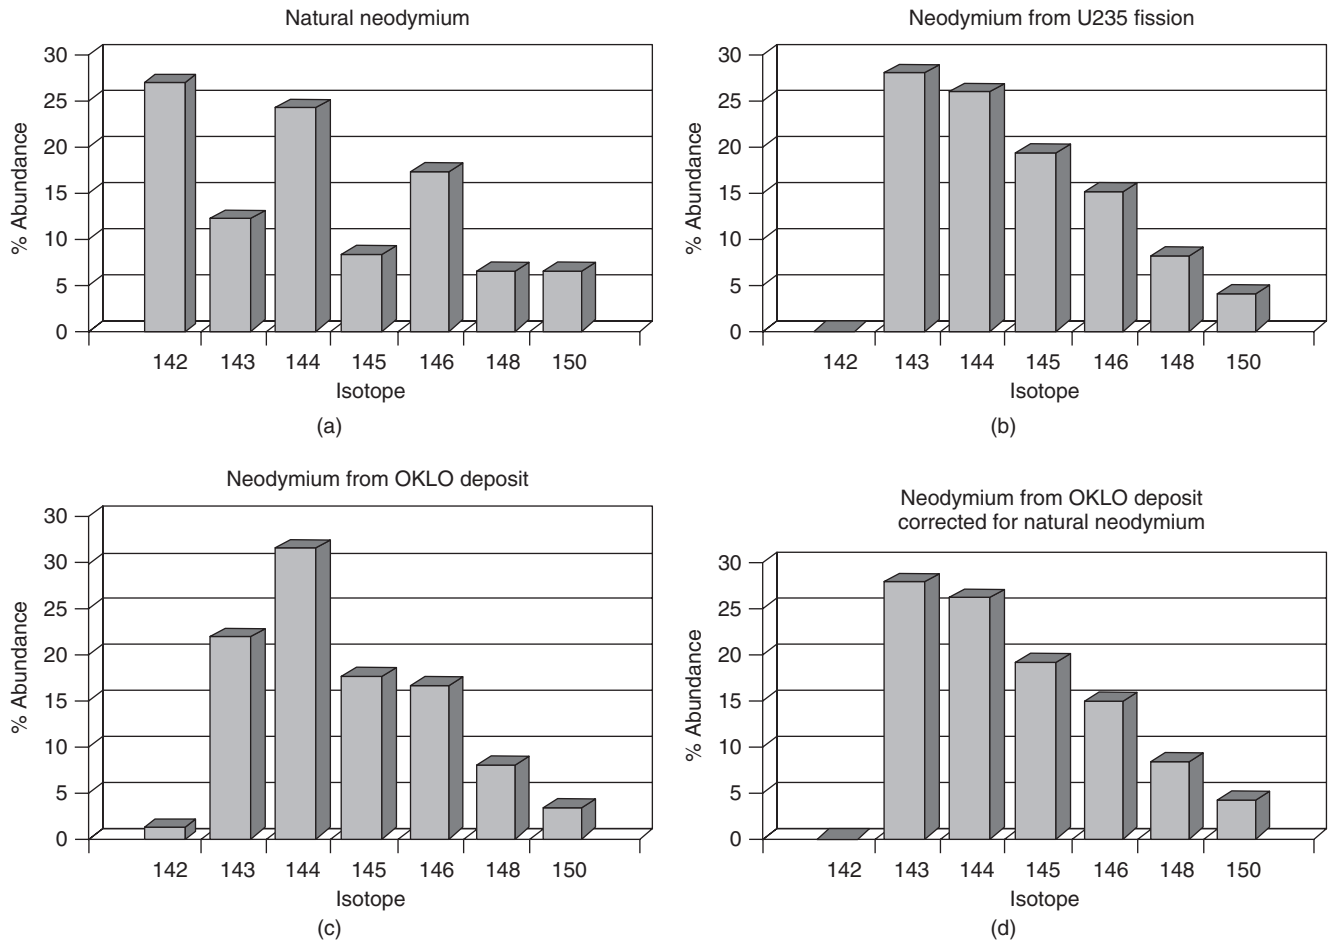 Natural neodymium
% Abundance
30
25
20
15
10
5
0
142 143 144 145 146 148 150
Isotope
(a)
Neodymium from U235 fission
% Abundance
30
25
20
15
10
5
0
142 143 144 145 146 148 150
Isotope
(b)
Neodymium from OKLO deposit
% Abundance
30
30
25
20
15
10
5
0
142 143 144 145 146 148 150
Isotope
(c)
Neodymium from OKLO deposit
corrected for natural neodymium
% Abundance
30
25
20
15
10
5
0
142 143 144 145 146 148 150
Isotope
(d)